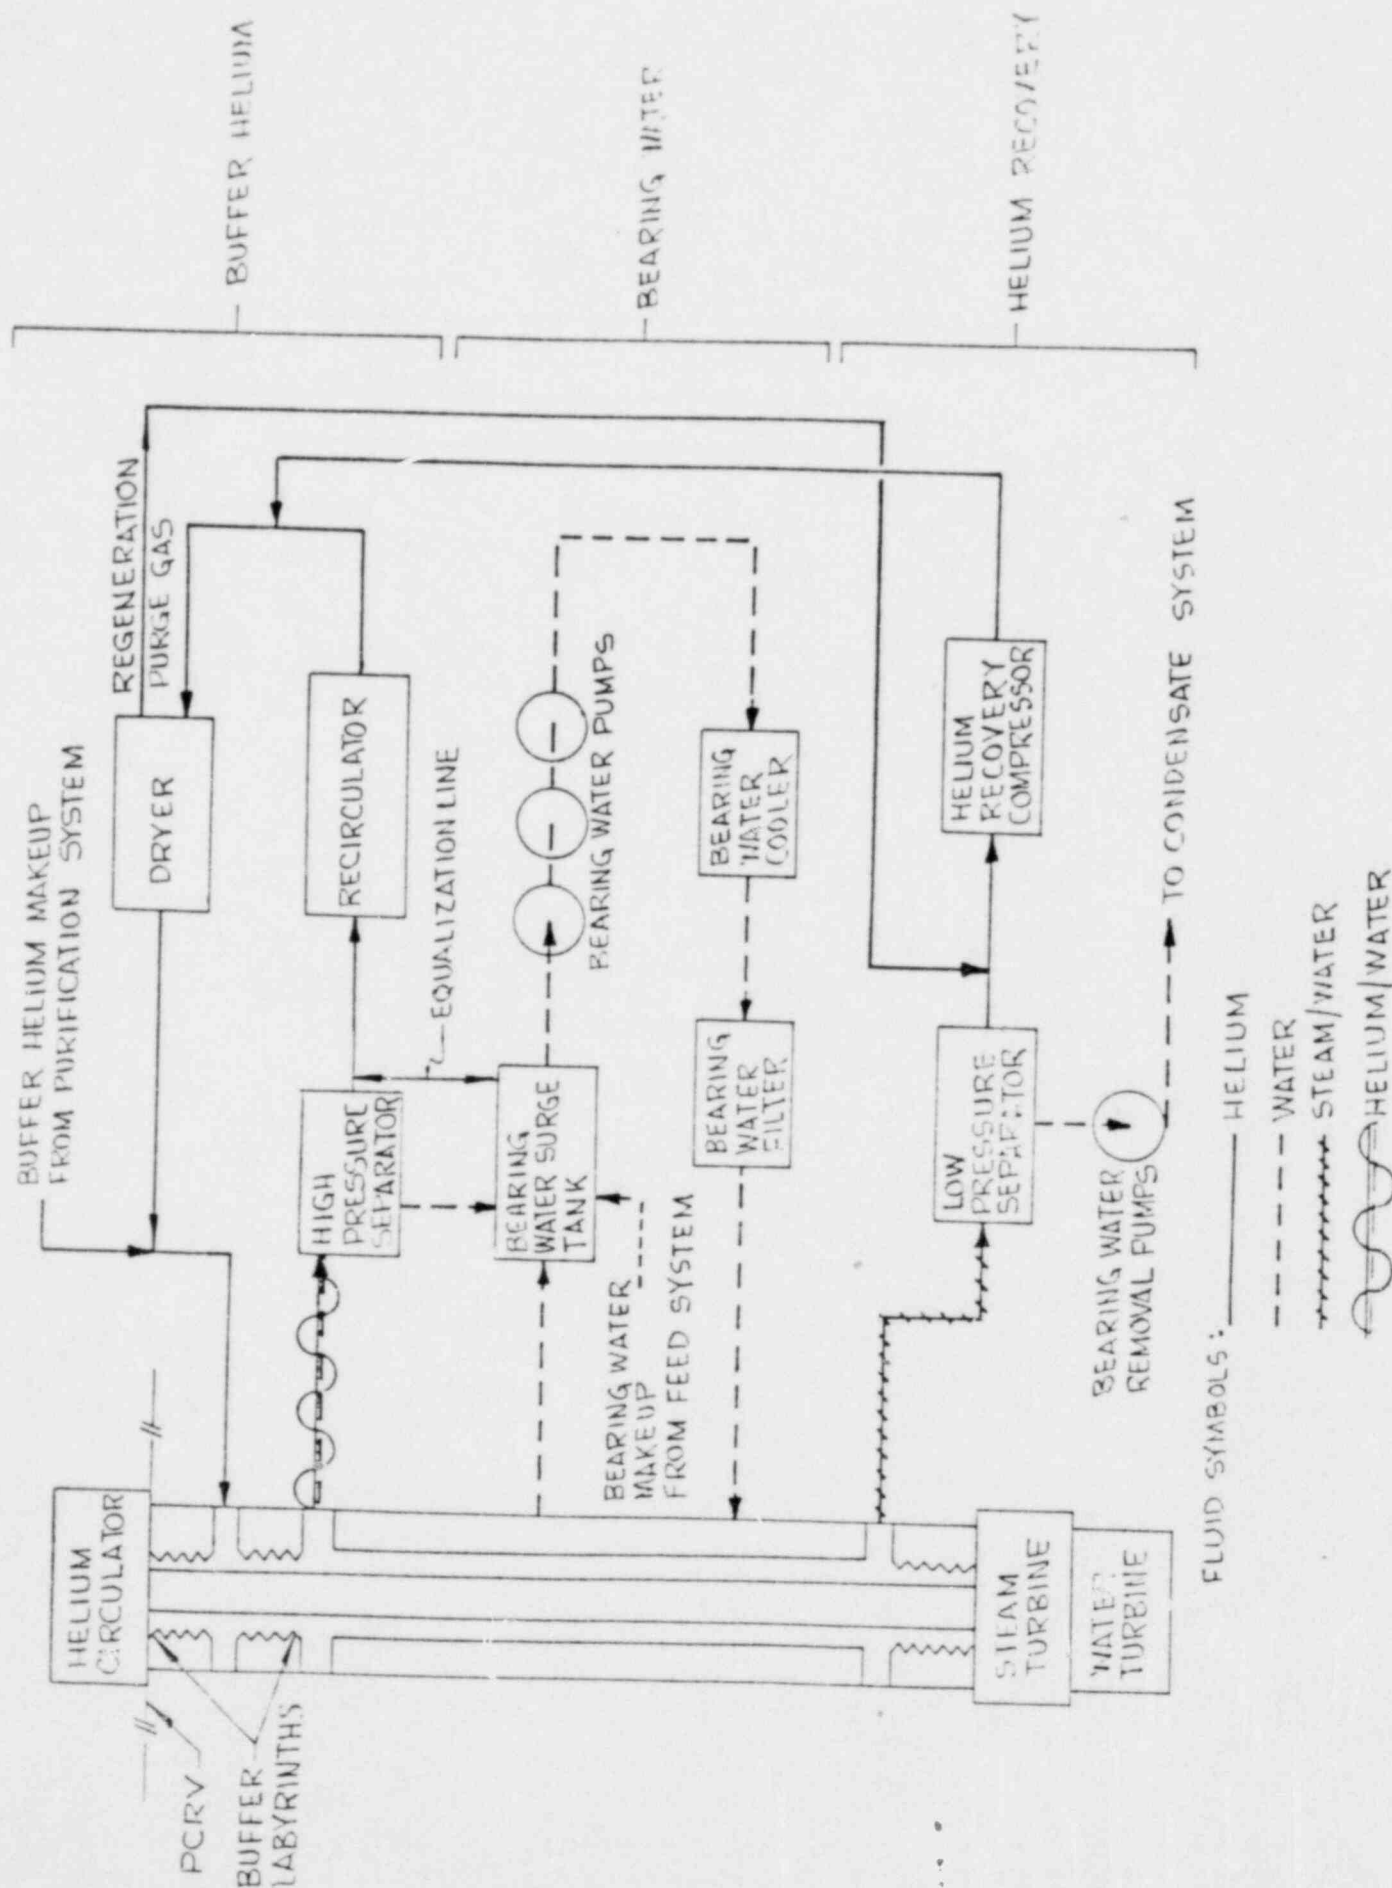 BUFFER HELIUM MAKEUP
FROM PURIFICATION SYSTEM
REGENERATION
PURGE GAS
DRYER
RECIRCULATOR
EQUALIZATION LINE
HIGH
PRESSURE
SEPARATOR
BEARING
WATER SURGE
TANK
BEARING WATER PUMPS
BEARING WATER
MAKEUP
FROM FEED SYSTEM
BEARING
WATER
COOLER
BEARING
WATER
FILTER
LOW
PRESSURE
SEPARATOR
HELIUM
RECOVERY
COMPRESSOR
BEARING WATER
REMOVAL PUMPS
TO CONDENSATE SYSTEM
HELIUM
CIRCULATOR
PCRV
BUFFER
LABYRINTHS
STEAM
TURBINE
WATER
TURBINE
BUFFER HELIUM
BEARING WATER
HELIUM RECOVERY
FLUID SYMBOLS:
HELIUM
WATER
STEAM/WATER
HELIUM/WATER